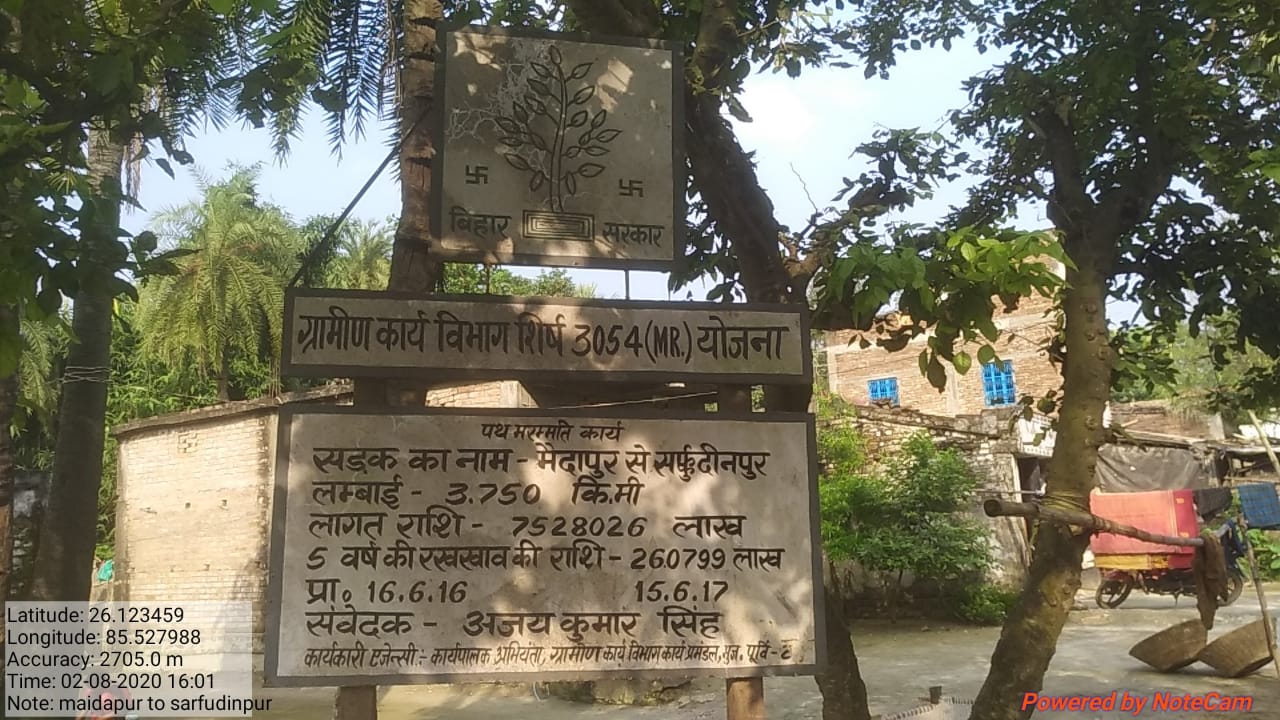 बिहार सरकार
ग्रामीण कार्य विभाग शिर्ष 3054(MR.) योजना
पथ मरम्मति कार्य
सड़क का नाम - मैदापुर से सर्फुदीनपुर
लम्बाई - 3.750 कि.मी
लागत राशि - 7528026 लाख
5 वर्ष की रखखाव की राशि - 260799 लाख
प्रा० 16.6.16 15.6.17
संवेदक - अजय कुमार सिंह
कार्यकारी एजेन्सी :- कार्यपालक अभियंता, ग्रामीण कार्य विभाग कार्य प्रमंडल, मुज. पूर्वि -
Latitude: 26.123459
Longitude: 85.527988
Accuracy: 2705.0 m
Time: 02-08-2020 16:01
Note: maidapur to sarfudinpur
Powered by NoteCam